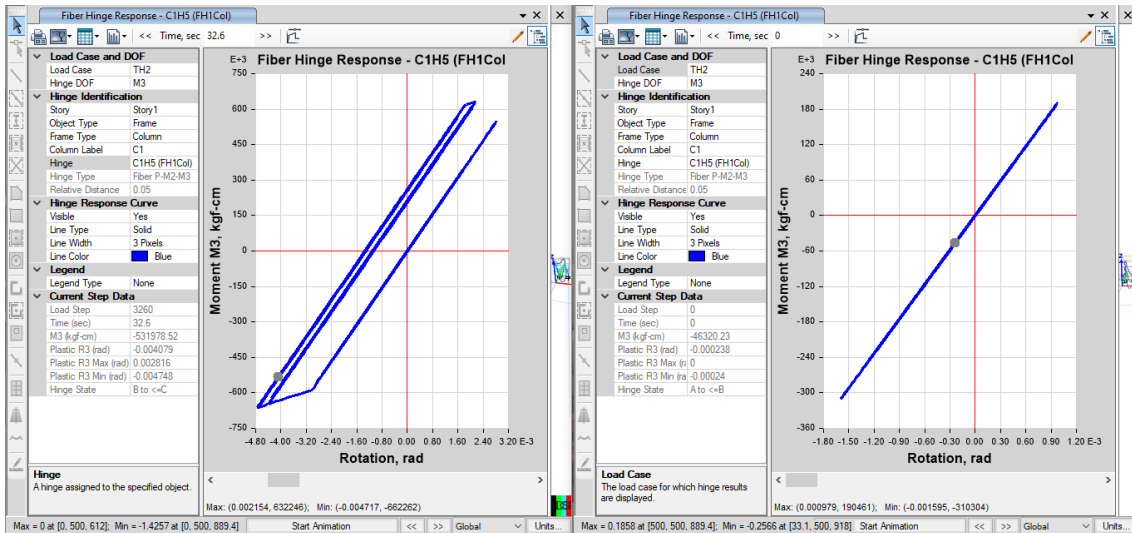 Fiber Hinge Response - C1H5 (FH1Col)
<< Time, sec 32.6 >>
Load Case and DOF
Load Case TH2
Hinge DOF M3
Hinge Identification
Story Story1
Object Type Frame
Frame Type Column
Column Label C1
Hinge C1H5 (FH1Col)
Hinge Type Fiber P-M2-M3
Relative Distance 0.05
Hinge Response Curve
Visible Yes
Line Type Solid
Line Width 3 Pixels
Line Color Blue
Legend
Legend Type None
Current Step Data
Load Step 3260
Time (sec) 32.6
M3 (kgf-cm) -531978.52
Plastic R3 (rad) -0.004079
Plastic R3 Max (rad) 0.002816
Plastic R3 Min (rad) -0.004748
Hinge State B to <=C
Hinge
A hinge assigned to the specified object.
E+3 Fiber Hinge Response - C1H5 (FH1Col
750
600
450
300
150
0
-150
-300
-450
-600
-750
Moment M3, kgf-cm
-4.80 -4.00 -3.20 -2.40 -1.60 -0.80 0.00 0.80 1.60 2.40 3.20 E-3
Rotation, rad
Max: (0.002154, 632246); Min: (-0.004717, -662262)
Max = 0 at [0, 500, 612]; Min = -1.4257 at [0, 500, 889.4] Start Animation << >> Global Units...
Fiber Hinge Response - C1H5 (FH1Col)
<< Time, sec 0 >>
Load Case and DOF
Load Case TH2
Hinge DOF M3
Hinge Identification
Story Story1
Object Type Frame
Frame Type Column
Column Label C1
Hinge C1H5 (FH1Col)
Hinge Type Fiber P-M2-M3
Relative Distance 0.05
Hinge Response Curve
Visible Yes
Line Type Solid
Line Width 3 Pixels
Line Color Blue
Legend
Legend Type None
Current Step Data
Load Step 0
Time (sec) 0
M3 (kgf-cm) -46320.23
Plastic R3 (rad) -0.000238
Plastic R3 Max (r 0
Plastic R3 Min (ra -0.00024
Hinge State A to <=B
Load Case
The load case for which hinge results
are displayed.
E+3 Fiber Hinge Response - C1H5 (FH1Col
240
180
120
60
0
-60
-120
-180
-240
-300
-360
Moment M3, kgf-cm
-1.80 -1.50 -1.20 -0.90 -0.60 -0.30 0.00 0.30 0.60 0.90 1.20 E-3
Rotation, rad
Max: (0.000979, 190461); Min: (-0.001595, -310304)
Max = 0.1858 at [500, 500, 889.4]; Min = -0.2566 at [33.1, 500, 918] Start Animation << >> Global Units...